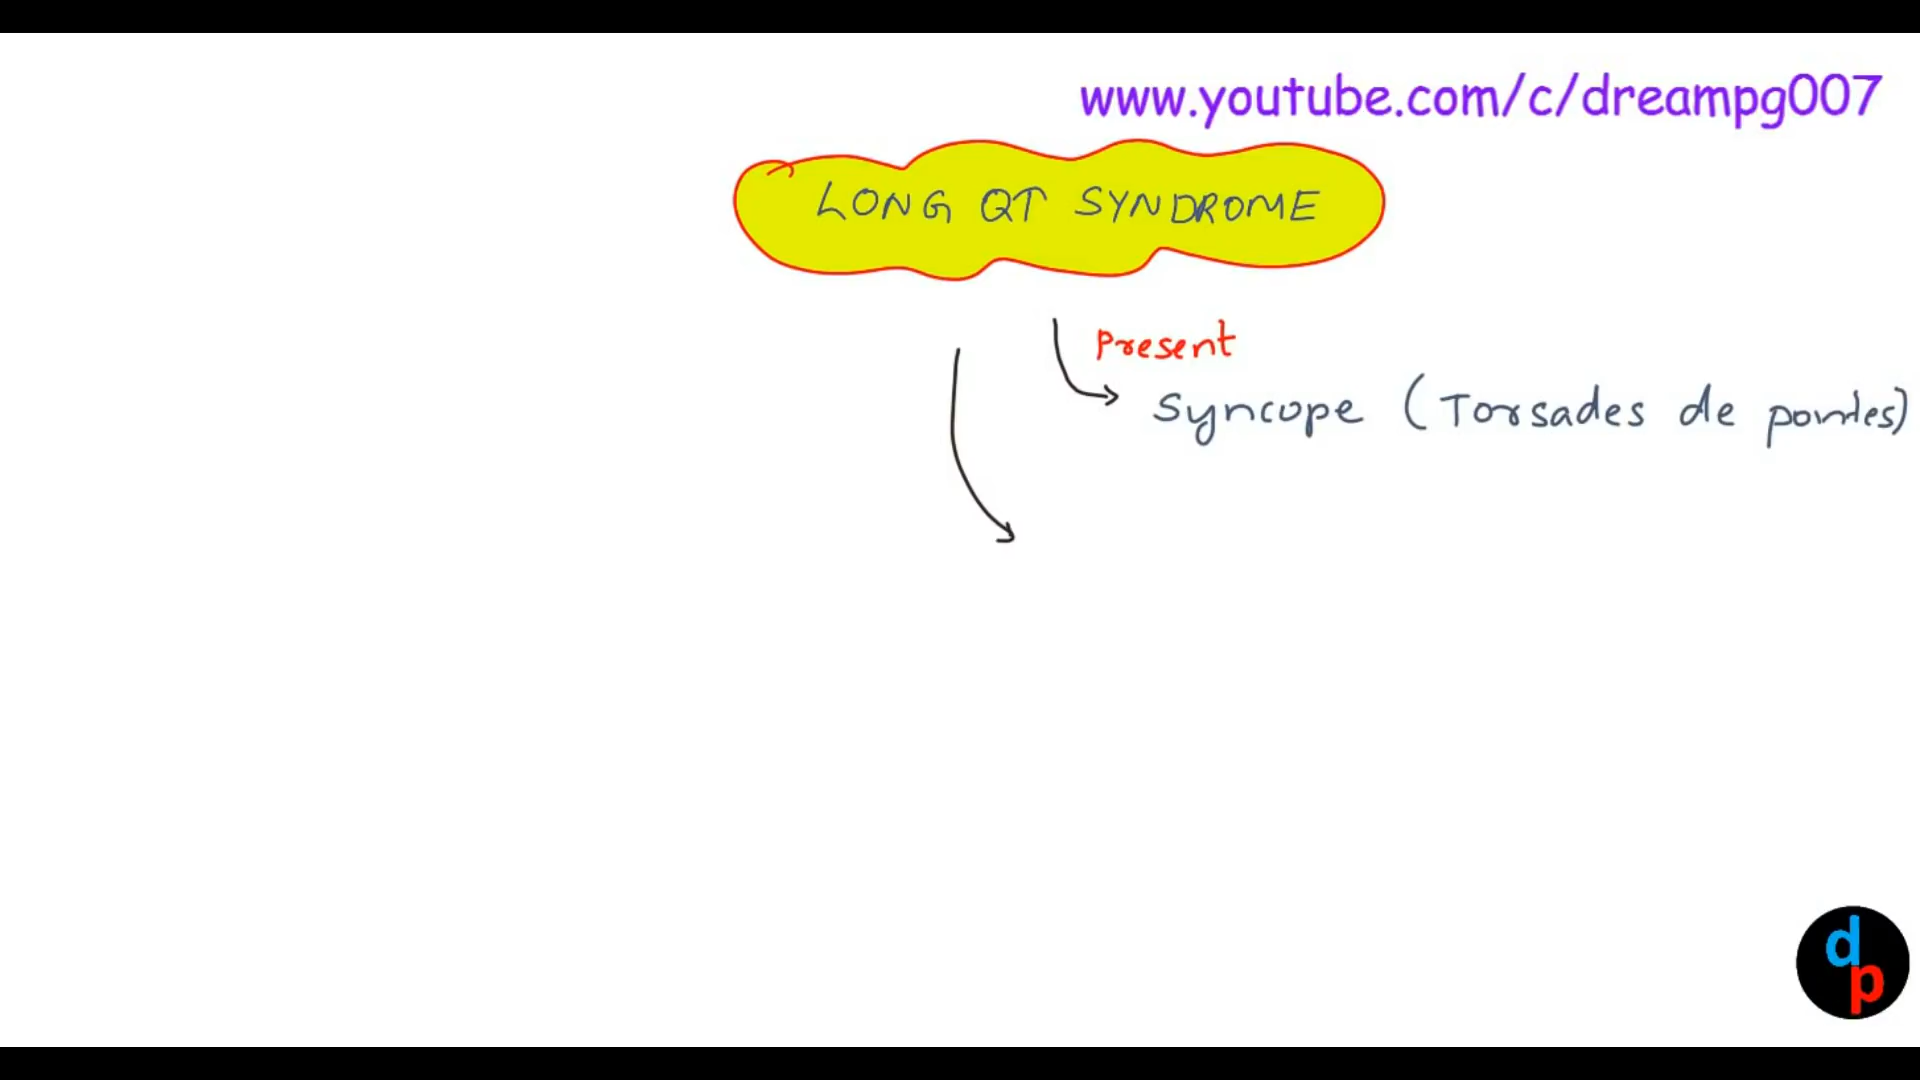 www.youtube.com/c/dreampg007
LONG QT SYNDROME
Present
Syncope (Torsades de pointes)
dp